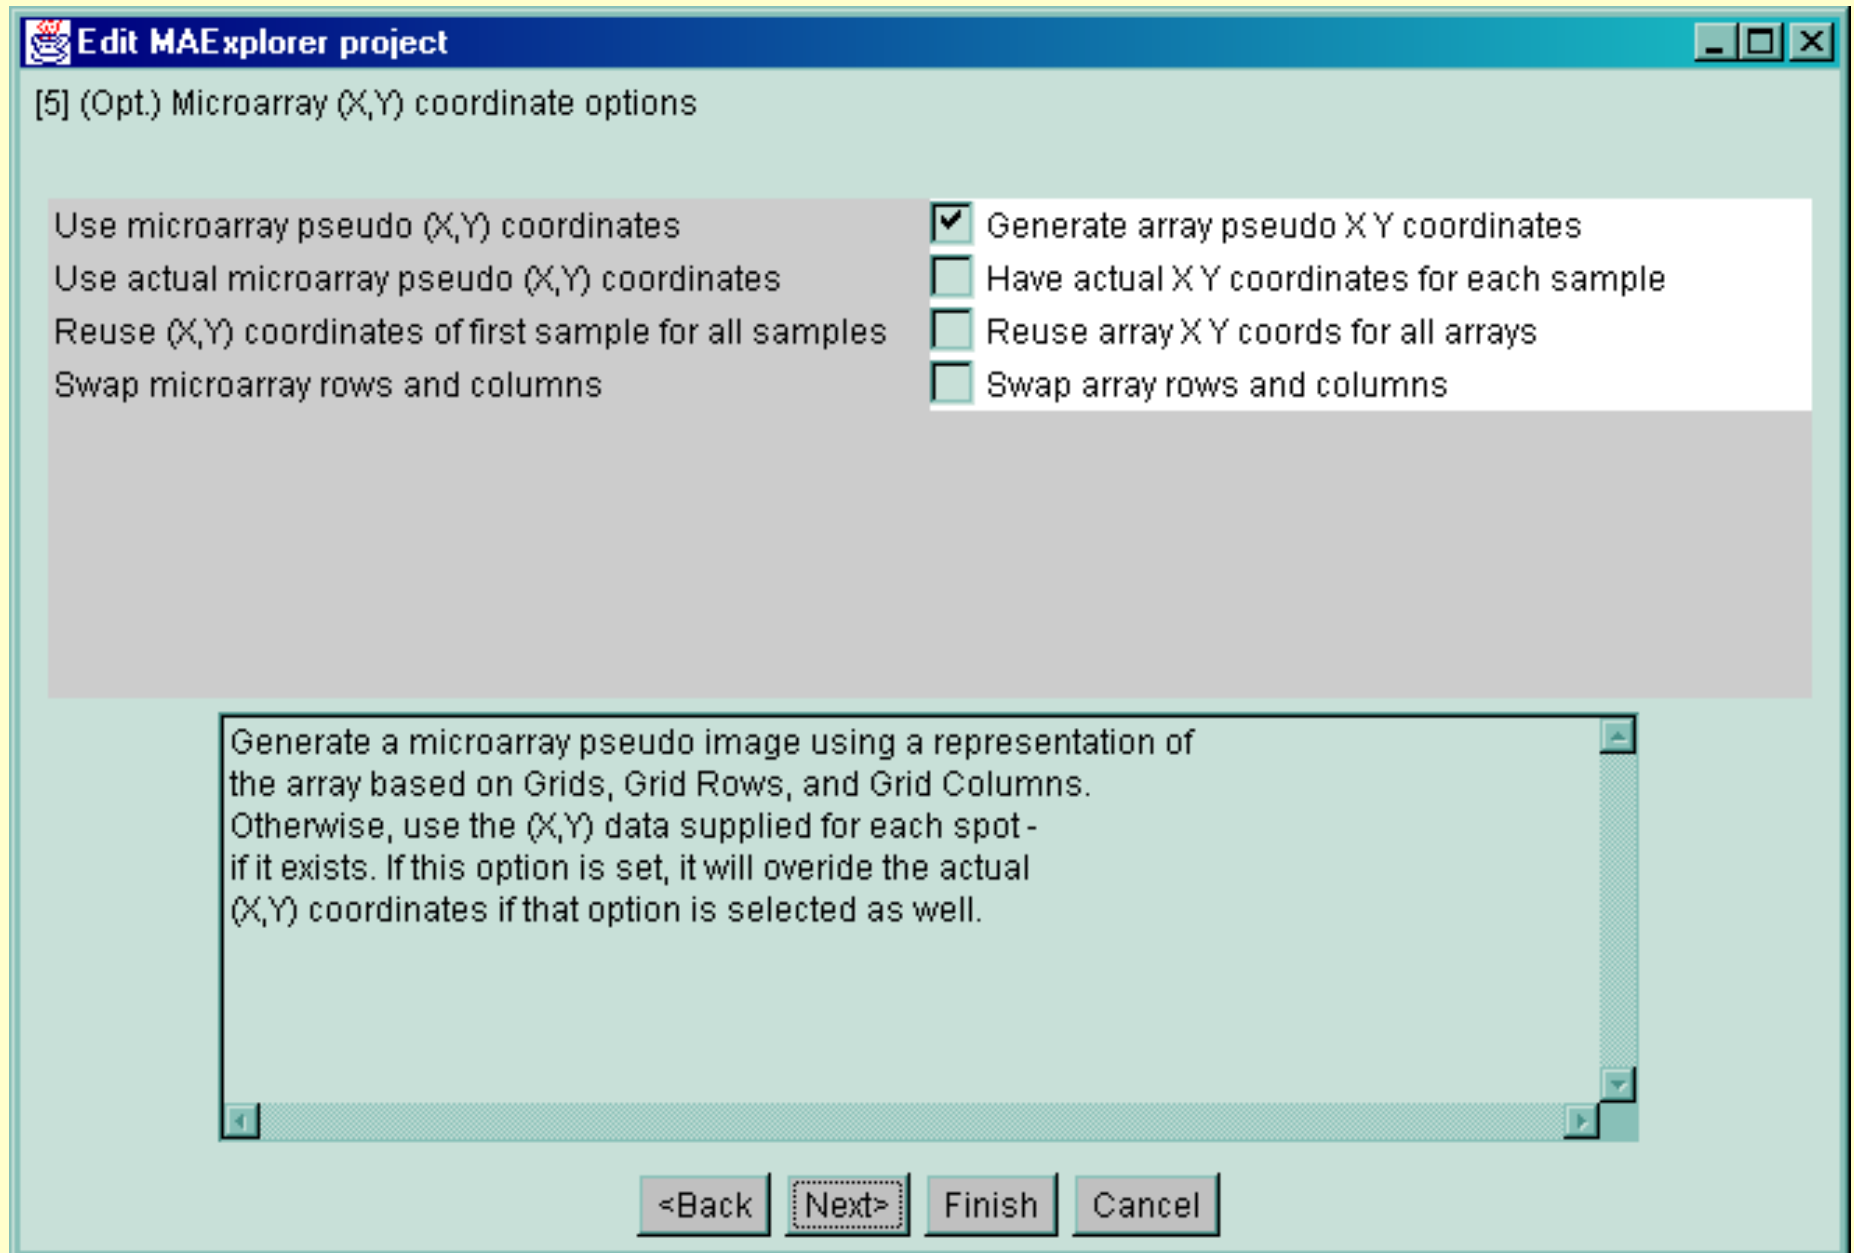 Edit MAExplorer project
[5] (Opt.) Microarray (X,Y) coordinate options
Use microarray pseudo (X,Y) coordinates Generate array pseudo X Y coordinates
Use actual microarray pseudo (X,Y) coordinates Have actual X Y coordinates for each sample
Reuse (X,Y) coordinates of first sample for all samples Reuse array X Y coords for all arrays
Swap microarray rows and columns Swap array rows and columns
Generate a microarray pseudo image using a representation of
the array based on Grids, Grid Rows, and Grid Columns.
Otherwise, use the (X,Y) data supplied for each spot -
if it exists. If this option is set, it will overide the actual
(X,Y) coordinates if that option is selected as well.
<Back Next> Finish Cancel